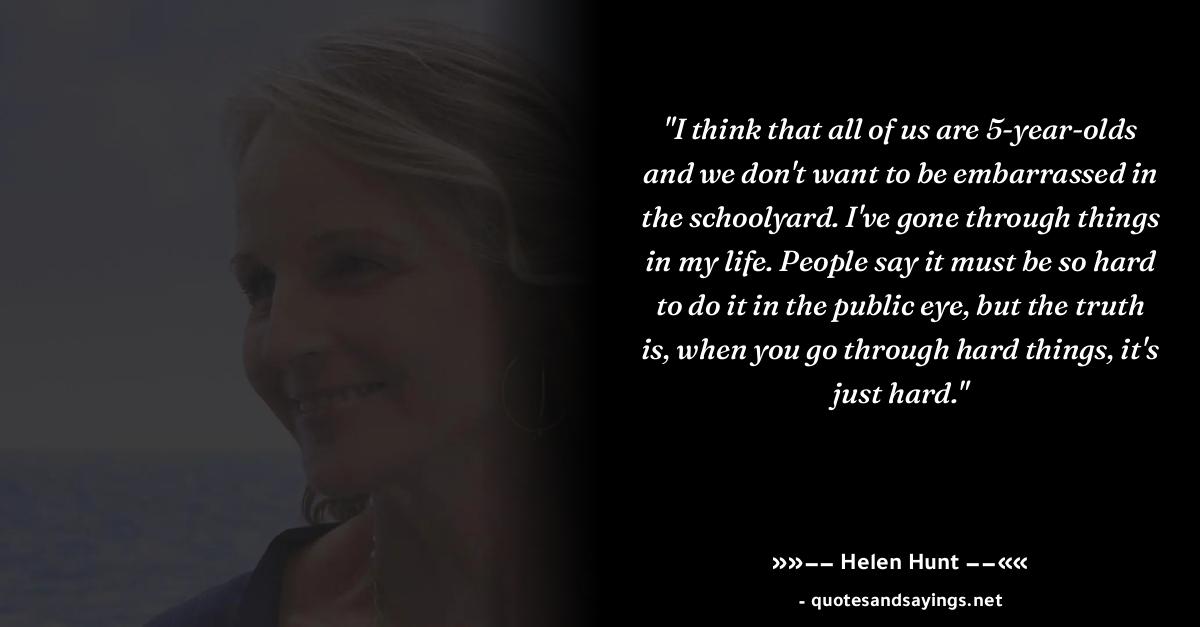 "I think that all of us are 5-year-olds
and we don't want to be embarrassed in
the schoolyard. I've gone through things
in my life. People say it must be so hard
to do it in the public eye, but the truth
is, when you go through hard things, it's
just hard."
»»–– Helen Hunt ––««
- quotesandsayings.net